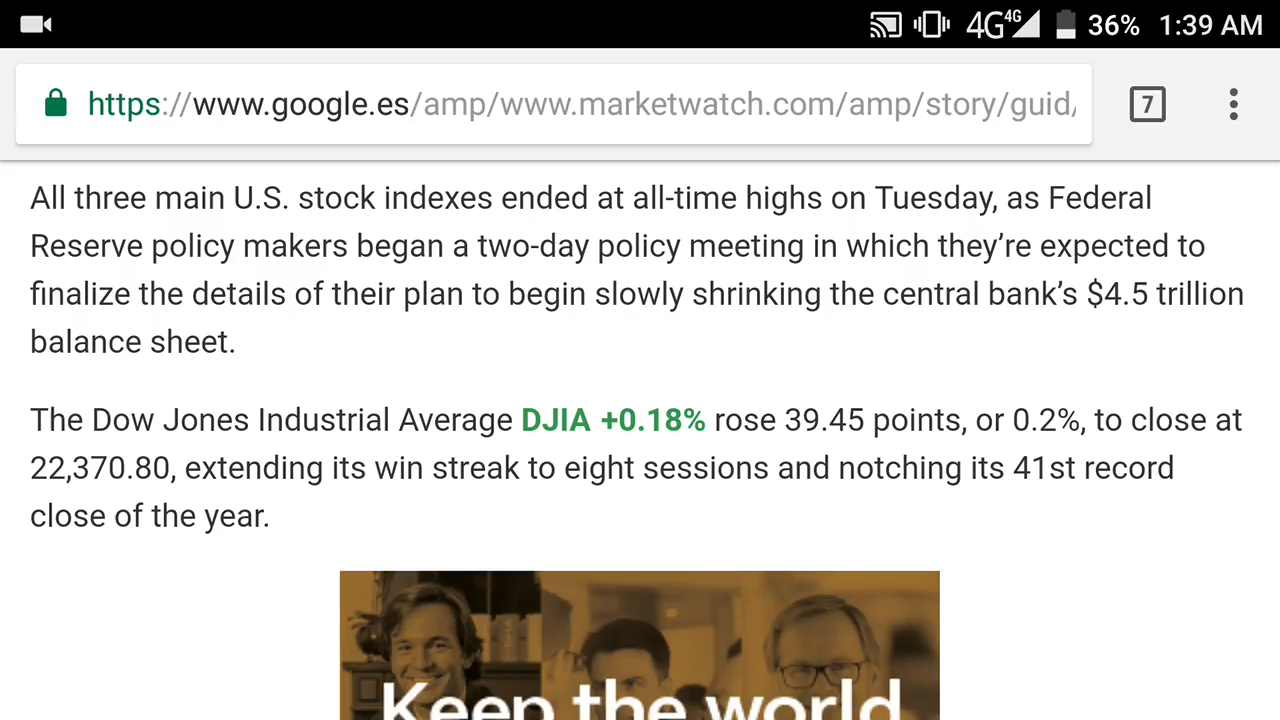 4G 4G 36% 1:39 AM
https://www.google.es/amp/www.marketwatch.com/amp/story/guid/ 7
All three main U.S. stock indexes ended at all-time highs on Tuesday, as Federal
Reserve policy makers began a two-day policy meeting in which they’re expected to
finalize the details of their plan to begin slowly shrinking the central bank’s $4.5 trillion
balance sheet.
The Dow Jones Industrial Average DJIA +0.18% rose 39.45 points, or 0.2%, to close at
22,370.80, extending its win streak to eight sessions and notching its 41st record
close of the year.
Keep the world